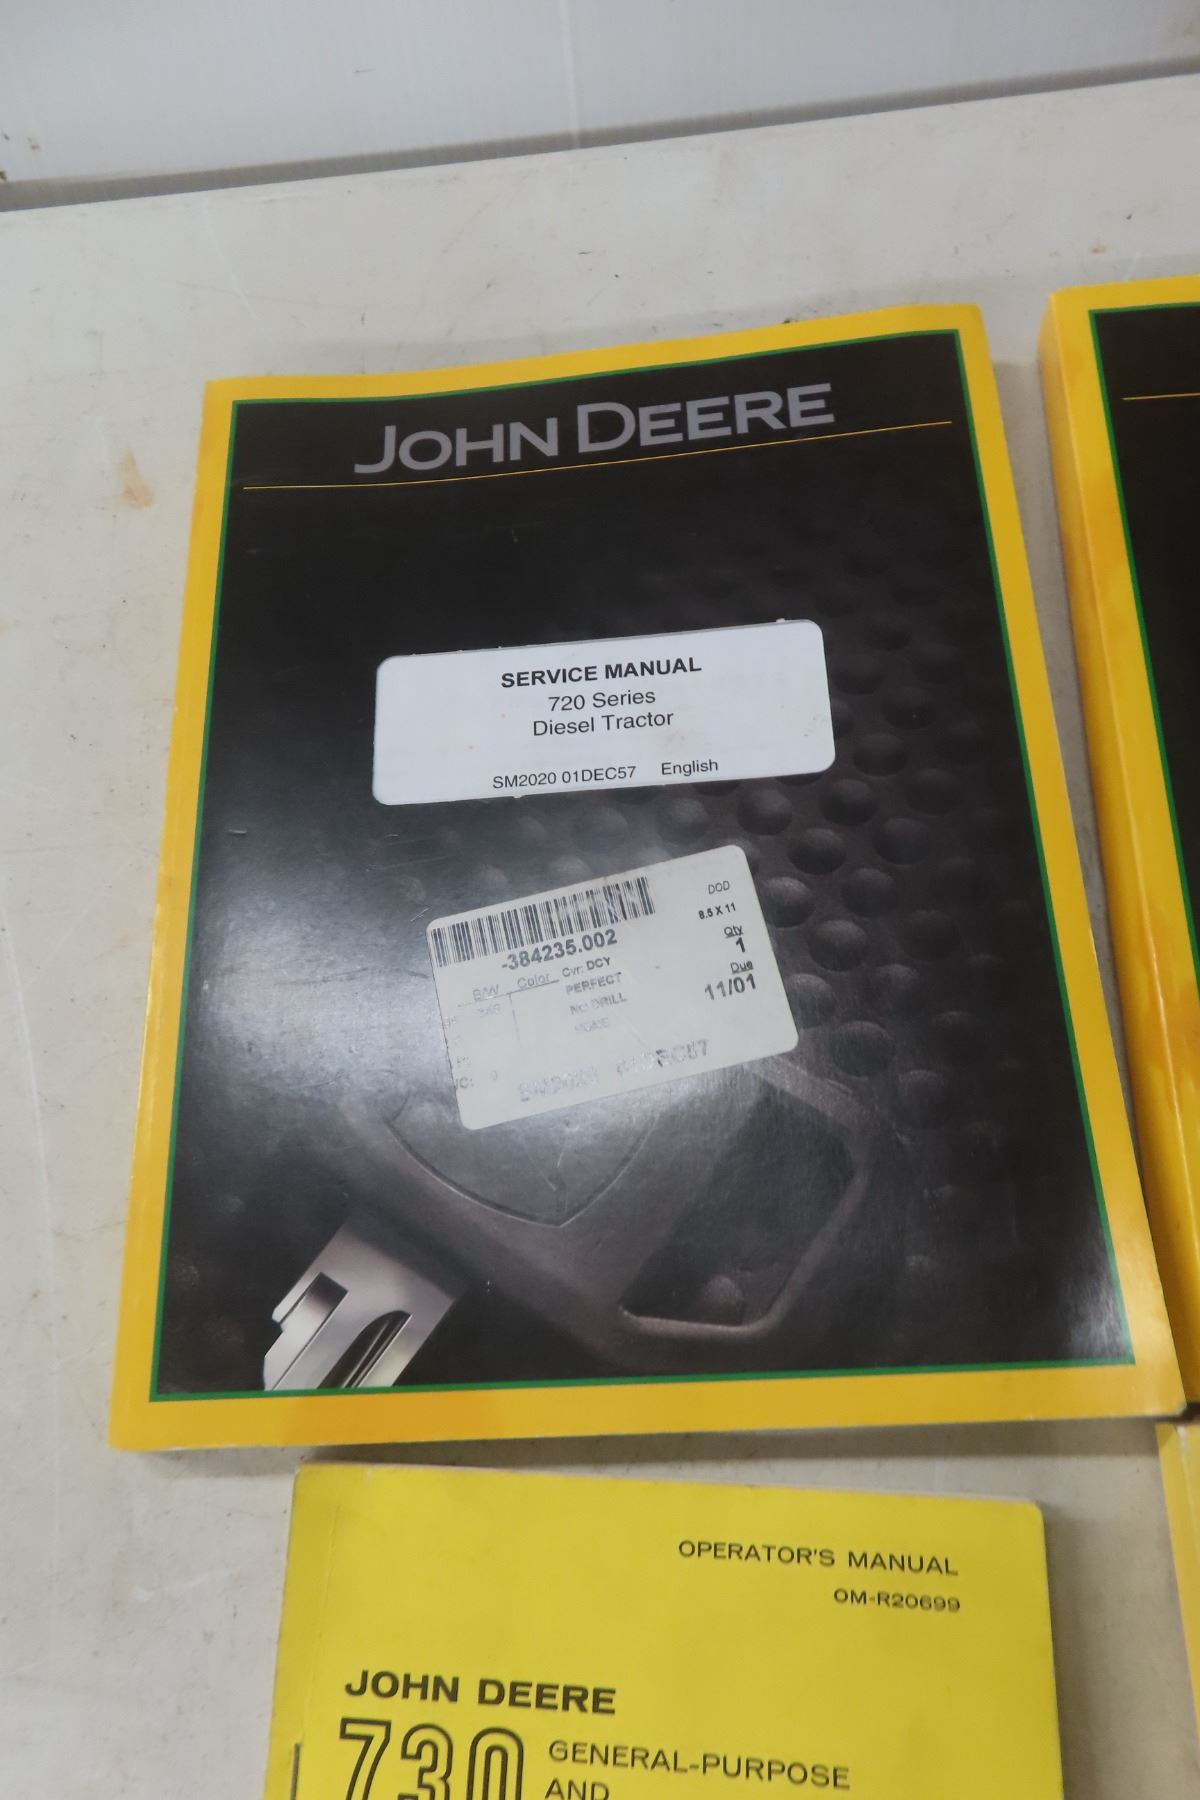 JOHN DEERE
SERVICE MANUAL
720 Series
Diesel Tractor
SM2020 01DEC57 English
DOD
8.5 X 11
-384235.002
Qty
1
B/W Color Cvr: DCY
PERFECT
Due
NO DRILL
11/01
OPERATOR'S MANUAL
OM-R20699
JOHN DEERE
730 GENERAL-PURPOSE
AND